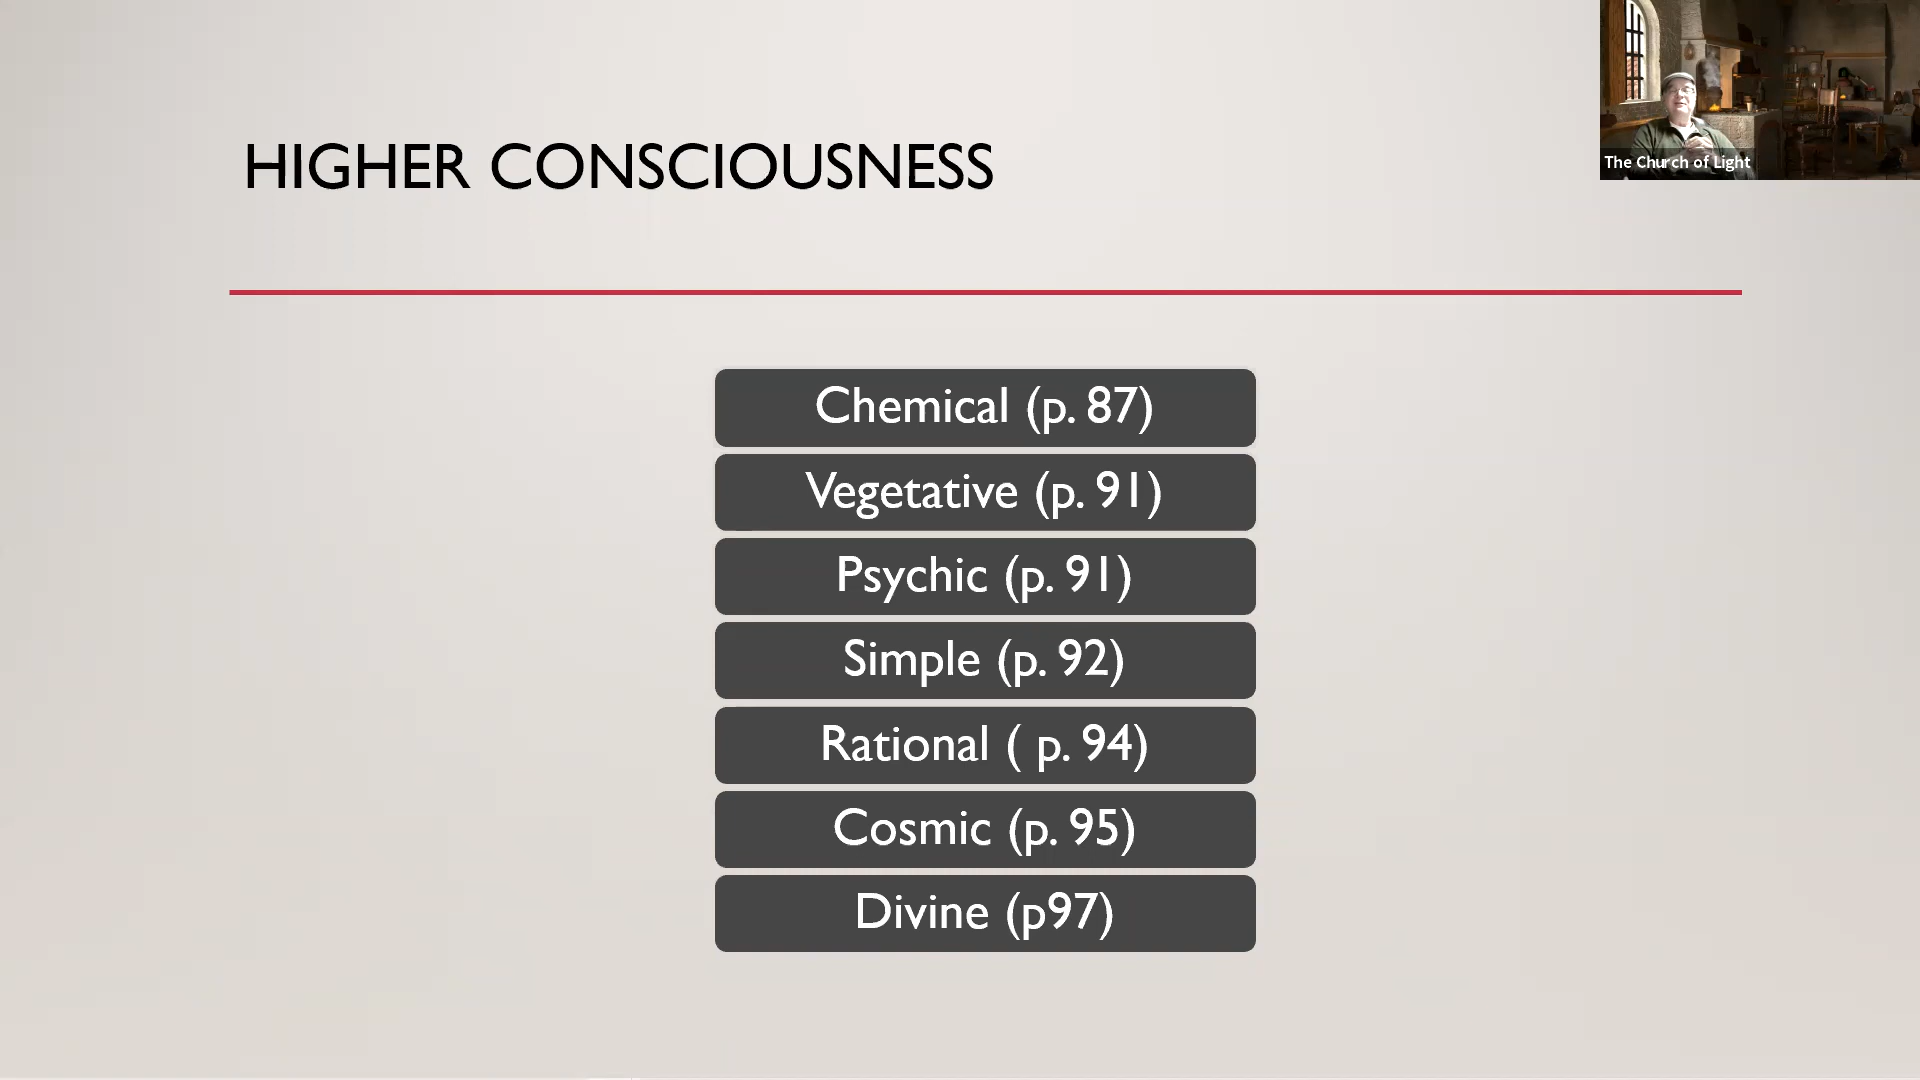 HIGHER CONSCIOUSNESS
The Church of Light
Chemical (p. 87)
Vegetative (p. 91)
Psychic (p. 91)
Simple (p. 92)
Rational ( p. 94)
Cosmic (p. 95)
Divine (p97)